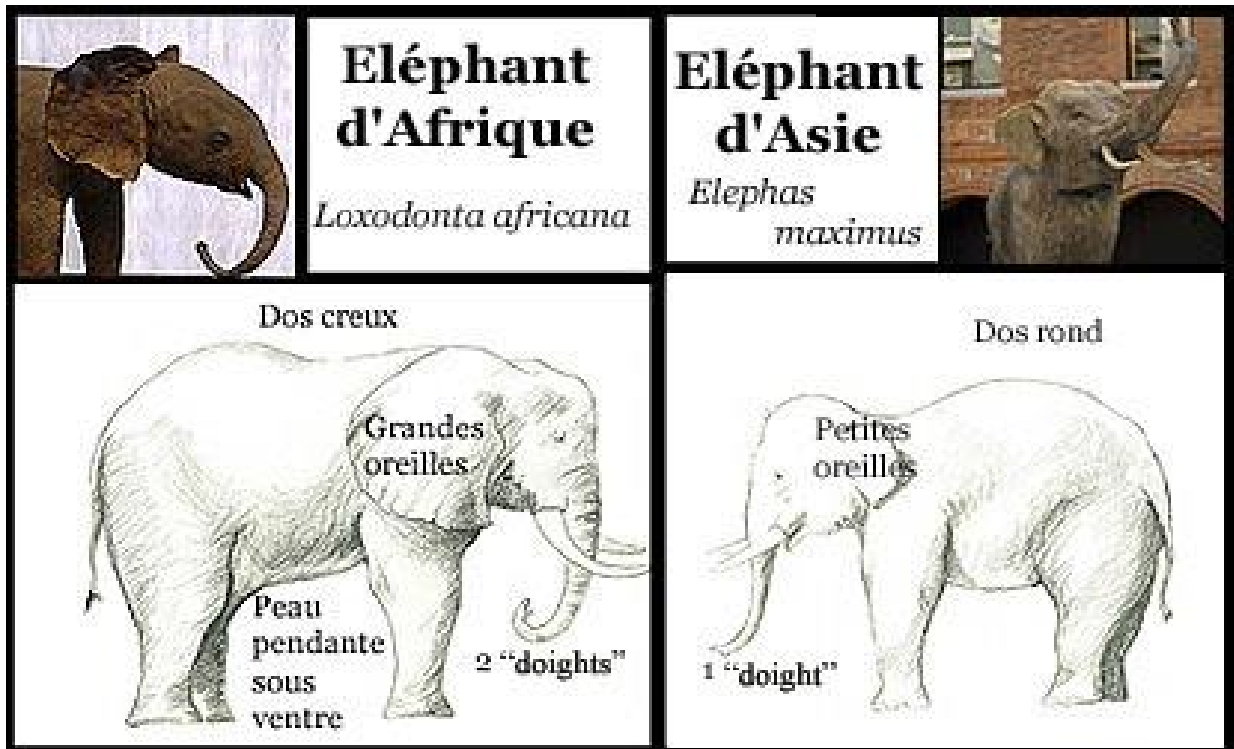 Eléphant
d'Afrique
Loxodonta africana
Eléphant
d'Asie
Elephas
maximus
Dos creux
Grandes
oreilles
Peau
pendante
sous
ventre
2 “doights”
Dos rond
Petites
oreilles
1 “doight”